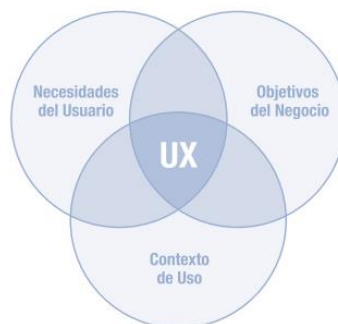 Necesidades
del Usuario
Objetivos
del Negocio
UX
Contexto
de Uso